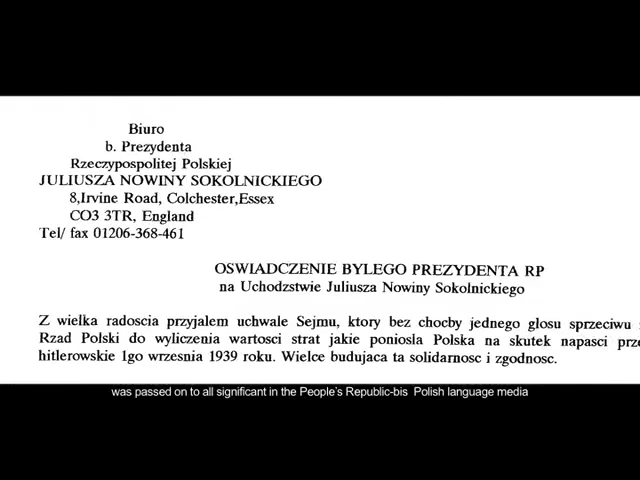 Biuro
b. Prezydenta
Rzeczypospolitej Polskiej
JULIUSZA NOWINY SOKOLNICKIEGO
8,Irvine Road, Colchester,Essex
CO3 3TR, England
Tel/ fax 01206-368-461
OSWIADCZENIE BYLEGO PREZYDENTA RP
na Uchodzstwie Juliusza Nowiny Sokolnickiego
Z wielka radoscia przyjalem uchwale Sejmu, ktory bez chocby jednego glosu sprzeciwu
Rzad Polski do wyliczenia wartosci strat jakie poniosla Polska na skutek napasci prze
hitlerowskie 1go wrzesnia 1939 roku. Wielce budujaca ta solidarnosc i zgodnosc.
was passed on to all significant in the People's Republic-bis Polish language media